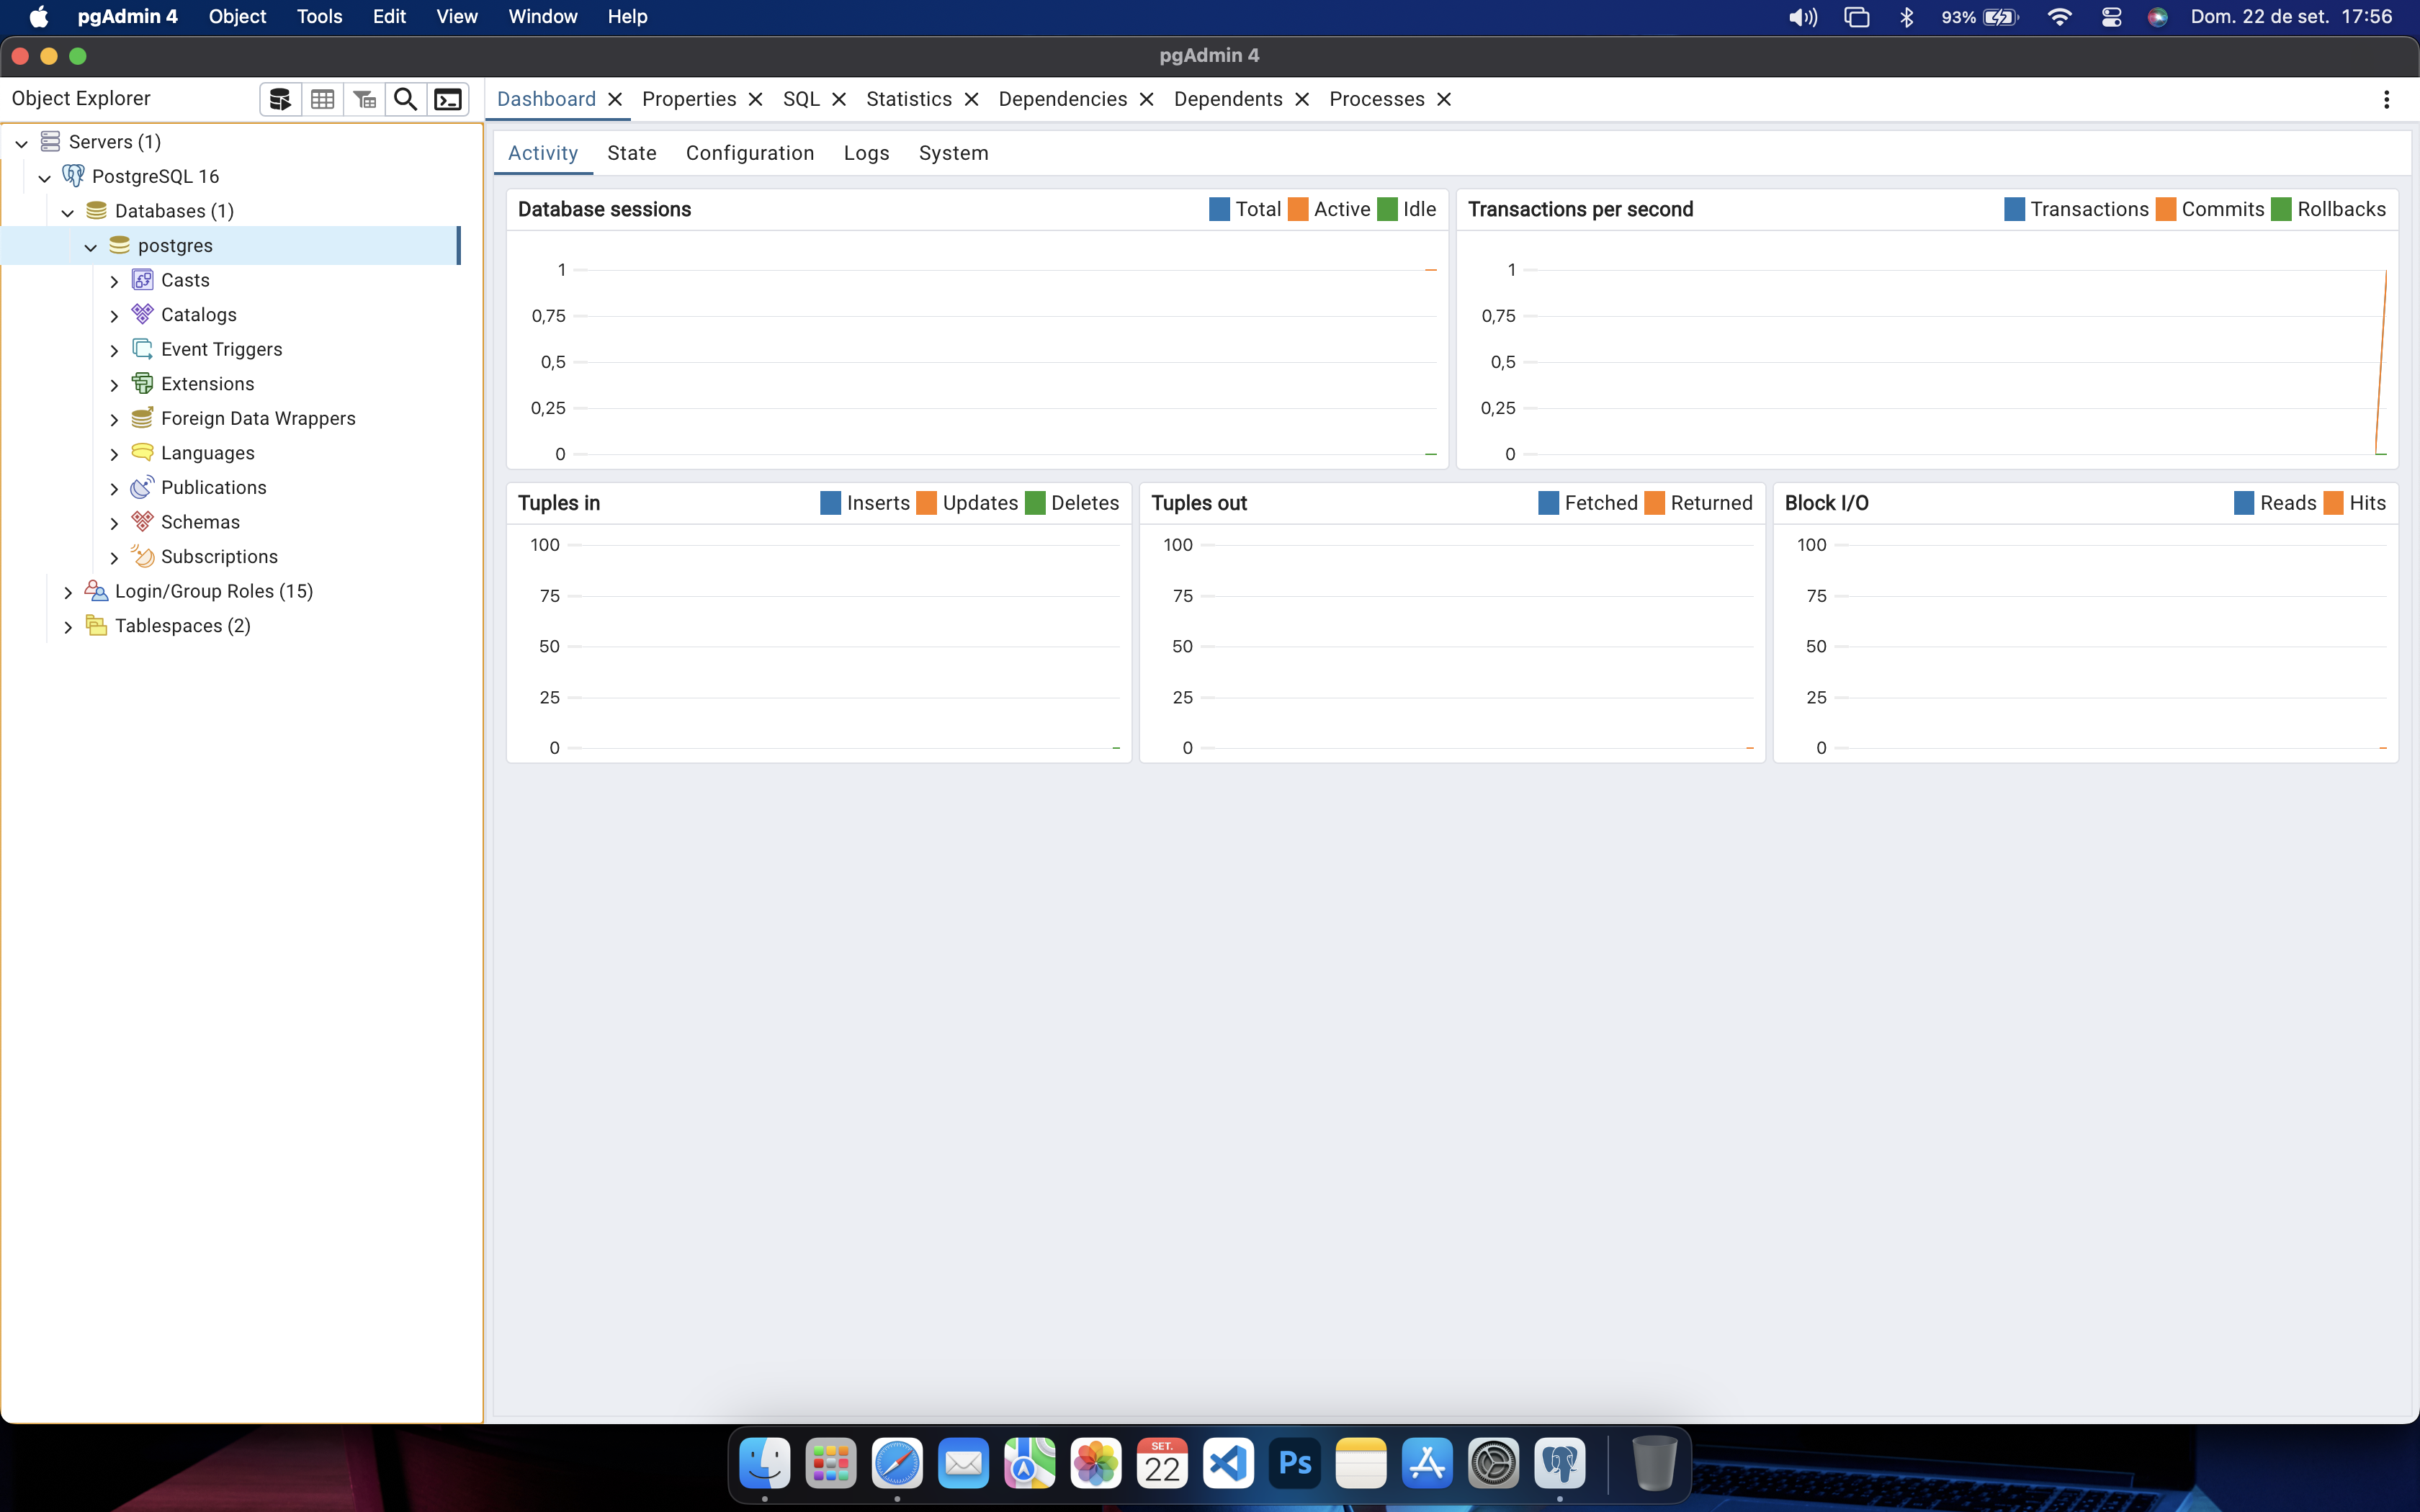 pgAdmin 4 Object Tools Edit View Window Help 93% Dom. 22 de set. 17:56
pgAdmin 4
Object Explorer
Dashboard Properties SQL Statistics Dependencies Dependents Processes
Servers (1)
PostgreSQL 16
Databases (1)
postgres
Casts
Catalogs
Event Triggers
Extensions
Foreign Data Wrappers
Languages
Publications
Schemas
Subscriptions
Login/Group Roles (15)
Tablespaces (2)
Activity State Configuration Logs System
Database sessions Total Active Idle
1
0,75
0,5
0,25
0
Transactions per second Transactions Commits Rollbacks
1
0,75
0,5
0,25
0
Tuples in Inserts Updates Deletes
100
75
50
25
0
Tuples out Fetched Returned
100
75
50
25
0
Block I/O Reads Hits
100
75
50
25
0
SET.
22
Ps